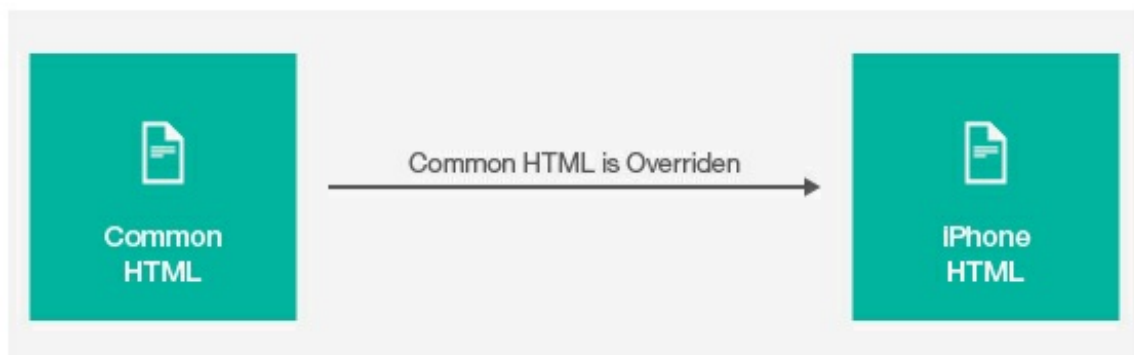 Common HTML is Overriden
Common
HTML
iPhone
HTML